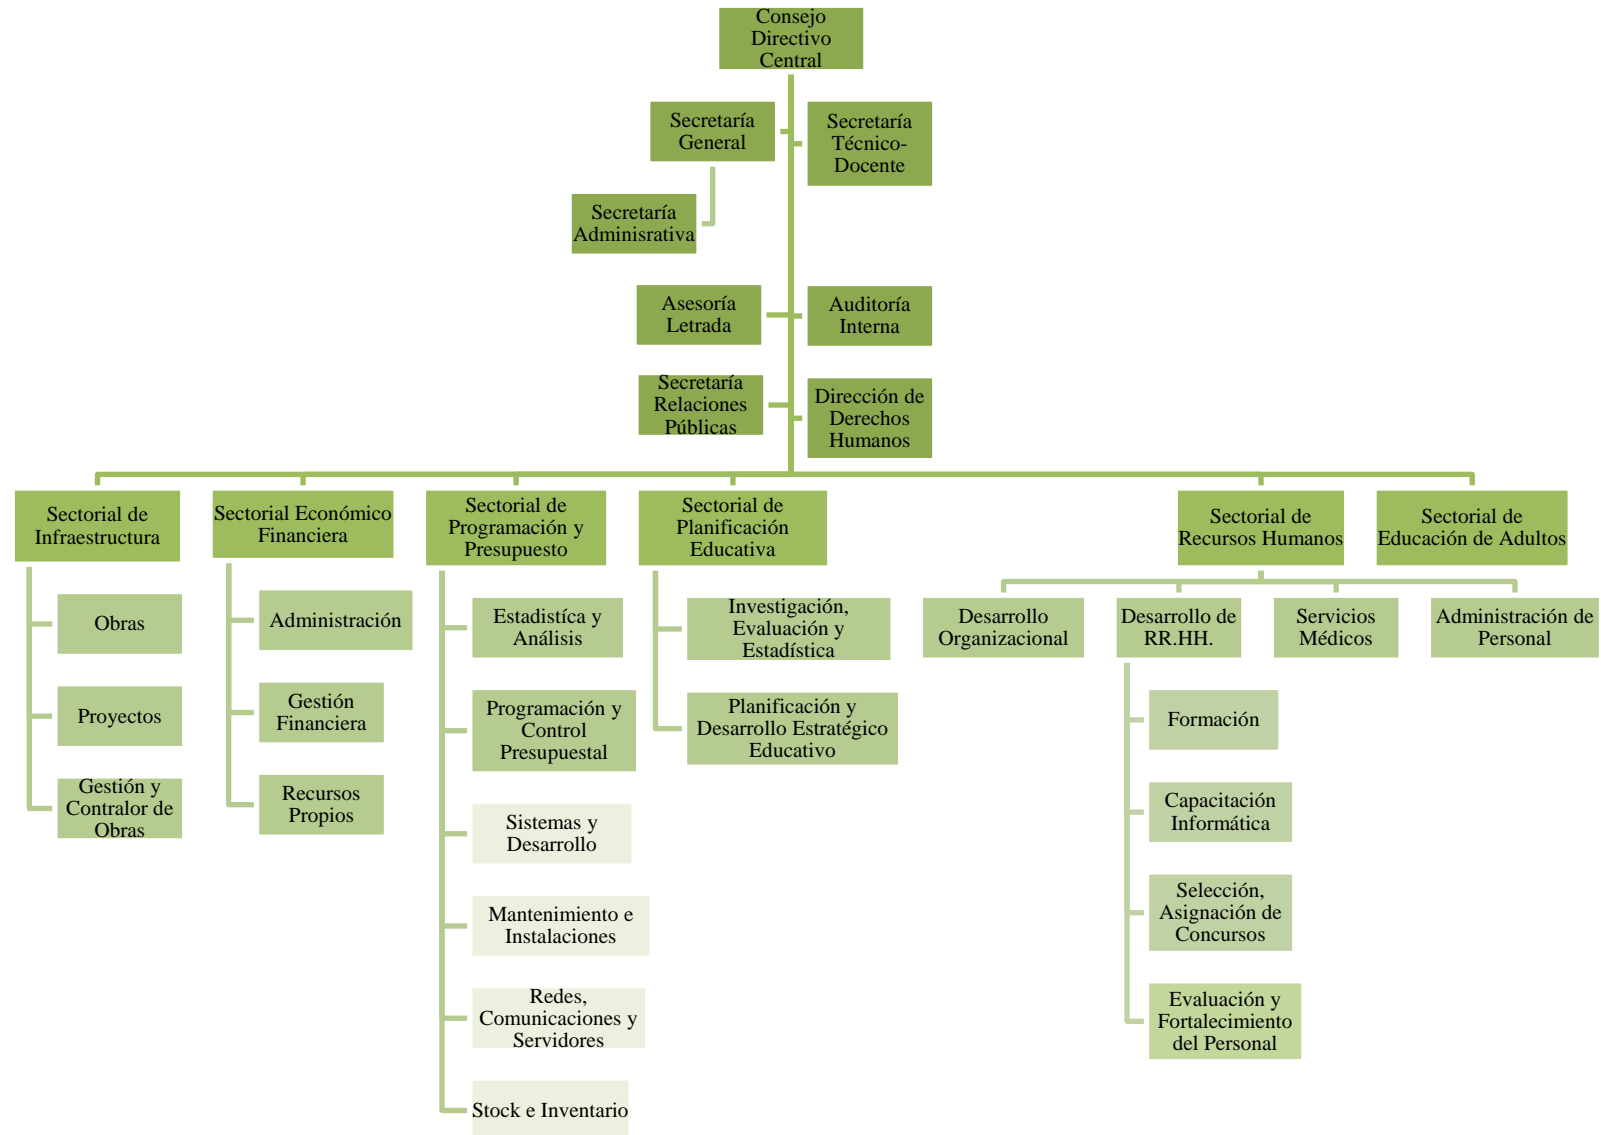 Consejo
Directivo
Central
Secretaría
General
Secretaría
Técnico-
Docente
Secretaría
Adminisrativa
Asesoría
Letrada
Auditoría
Interna
Secretaría
Relaciones
Públicas
Dirección de
Derechos
Humanos
Sectorial de
Infraestructura
Sectorial Económico
Financiera
Sectorial de
Programación y
Presupuesto
Sectorial de
Planificación
Educativa
Sectorial de
Recursos Humanos
Sectorial de
Educación de Adultos
Obras
Proyectos
Gestión y
Contralor de
Obras
Administración
Gestión
Financiera
Recursos
Propios
Estadistíca y
Análisis
Programación y
Control
Presupuestal
Sistemas y
Desarrollo
Mantenimiento e
Instalaciones
Redes,
Comunicaciones y
Servidores
Stock e Inventario
Investigación,
Evaluación y
Estadística
Planificación y
Desarrollo Estratégico
Educativo
Desarrollo
Organizacional
Desarrollo de
RR.HH.
Servicios
Médicos
Administración de
Personal
Formación
Capacitación
Informática
Selección,
Asignación de
Concursos
Evaluación y
Fortalecimiento
del Personal